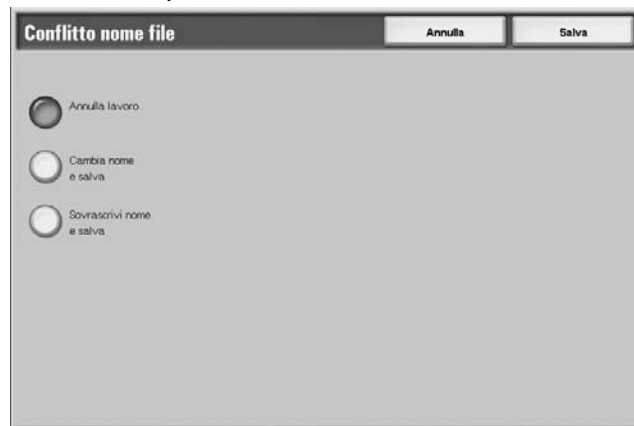 Conflitto nome file
Annulla
Salva
Annulla lavoro
Cambia nome
e salva
Sovrascrivi nome
e salva